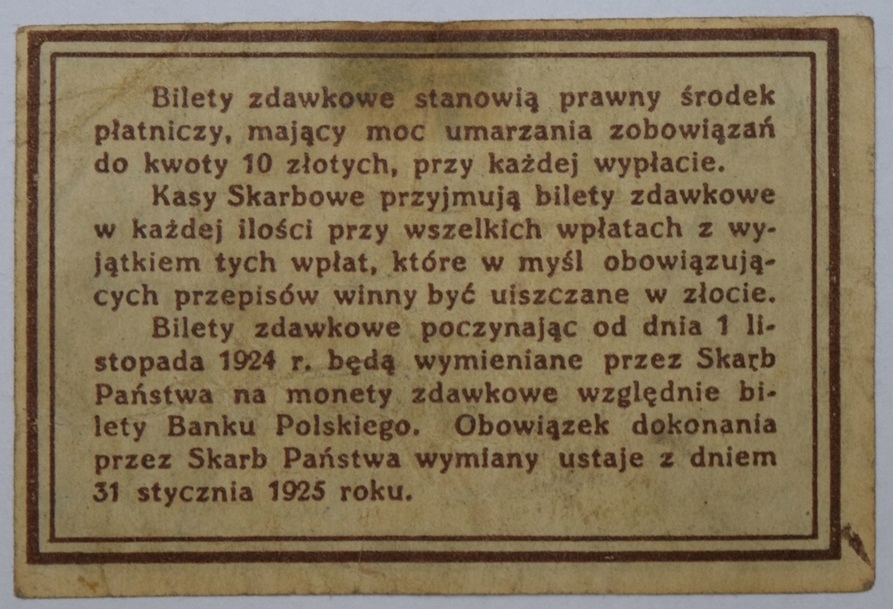 Bilety zdawkowe stanowią prawny środek
płatniczy, mający moc umarzania zobowiązań
do kwoty 10 złotych, przy każdej wypłacie.
Kasy Skarbowe przyjmują bilety zdawkowe
w każdej ilości przy wszelkich wpłatach z wy-
jątkiem tych wpłat, które w myśl obowiązują-
cych przepisów winny być uiszczane w złocie.
Bilety zdawkowe poczynając od dnia 1 li-
stopada 1924 r. będą wymieniane przez Skarb
Państwa na monety zdawkowe względnie bi-
lety Banku Polskiego. Obowiązek dokonania
przez Skarb Państwa wymiany ustaje z dniem
31 stycznia 1925 roku.